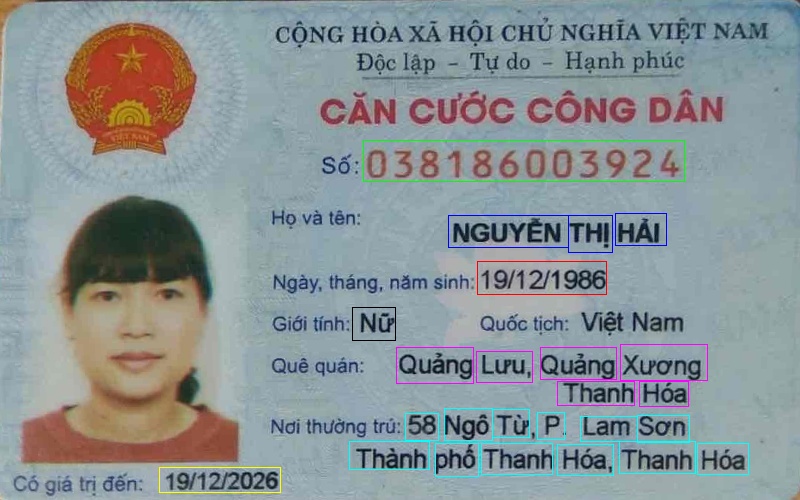 CỘNG HÒA XÃ HỘI CHỦ NGHĨA VIỆT NAM
Độc lập - Tự do - Hạnh phúc
CĂN CƯỚC CÔNG DÂN
Số: 038186003924
Họ và tên: NGUYỄN THỊ HẢI
Ngày, tháng, năm sinh: 19/12/1986
Giới tính: Nữ Quốc tịch: Việt Nam
Quê quán: Quảng Lưu, Quảng Xương
Thanh Hóa
Nơi thường trú: 58 Ngô Từ, P. Lam Sơn
Thành phố Thanh Hóa, Thanh Hóa
Có giá trị đến: 19/12/2026
VIỆT NAM